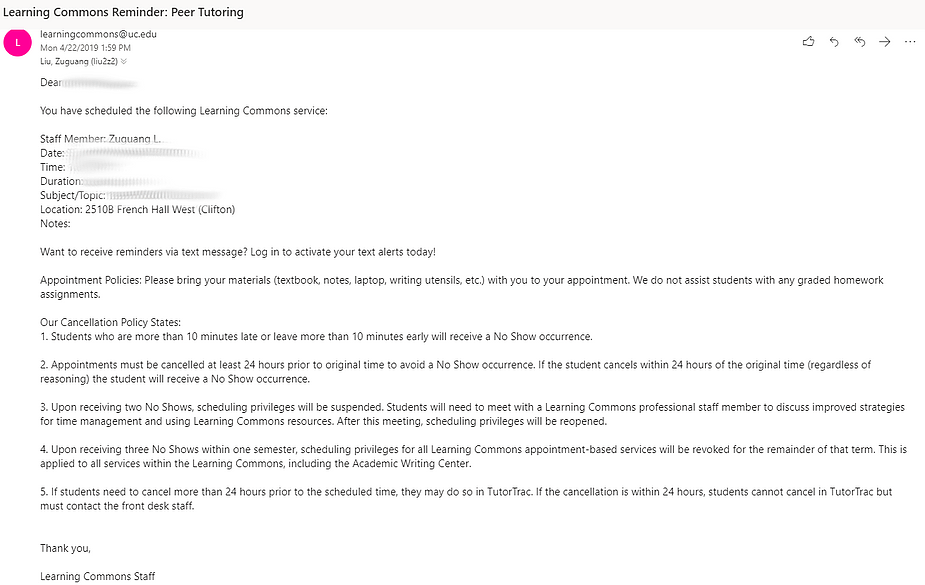 Learning Commons Reminder: Peer Tutoring
L
learningcommons@uc.edu
Mon 4/22/2019 1:59 PM
Liu, Zuguang (liu2z2)
Dear
You have scheduled the following Learning Commons service:
Staff Member: Zuguang L.
Date:
Time:
Duration:
Subject/Topic:
Location: 2510B French Hall West (Clifton)
Notes:
Want to receive reminders via text message? Log in to activate your text alerts today!
Appointment Policies: Please bring your materials (textbook, notes, laptop, writing utensils, etc.) with you to your appointment. We do not assist students with any graded homework
assignments.
Our Cancellation Policy States:
1. Students who are more than 10 minutes late or leave more than 10 minutes early will receive a No Show occurrence.
2. Appointments must be cancelled at least 24 hours prior to original time to avoid a No Show occurrence. If the student cancels within 24 hours of the original time (regardless of
reasoning) the student will receive a No Show occurrence.
3. Upon receiving two No Shows, scheduling privileges will be suspended. Students will need to meet with a Learning Commons professional staff member to discuss improved strategies
for time management and using Learning Commons resources. After this meeting, scheduling privileges will be reopened.
4. Upon receiving three No Shows within one semester, scheduling privileges for all Learning Commons appointment-based services will be revoked for the remainder of that term. This is
applied to all services within the Learning Commons, including the Academic Writing Center.
5. If students need to cancel more than 24 hours prior to the scheduled time, they may do so in TutorTrac. If the cancellation is within 24 hours, students cannot cancel in TutorTrac but
must contact the front desk staff.
Thank you,
Learning Commons Staff